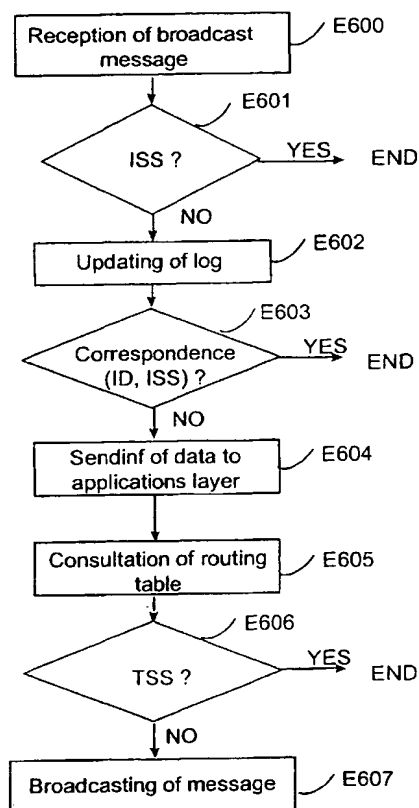 Reception of broadcast
message
E600
E601
ISS ?
YES
END
NO
Updating of log
E602
E603
Correspondence
(ID, ISS) ?
YES
END
NO
Sendinf of data to
applications layer
E604
Consultation of routing
table
E605
E606
TSS ?
YES
END
NO
Broadcasting of message
E607